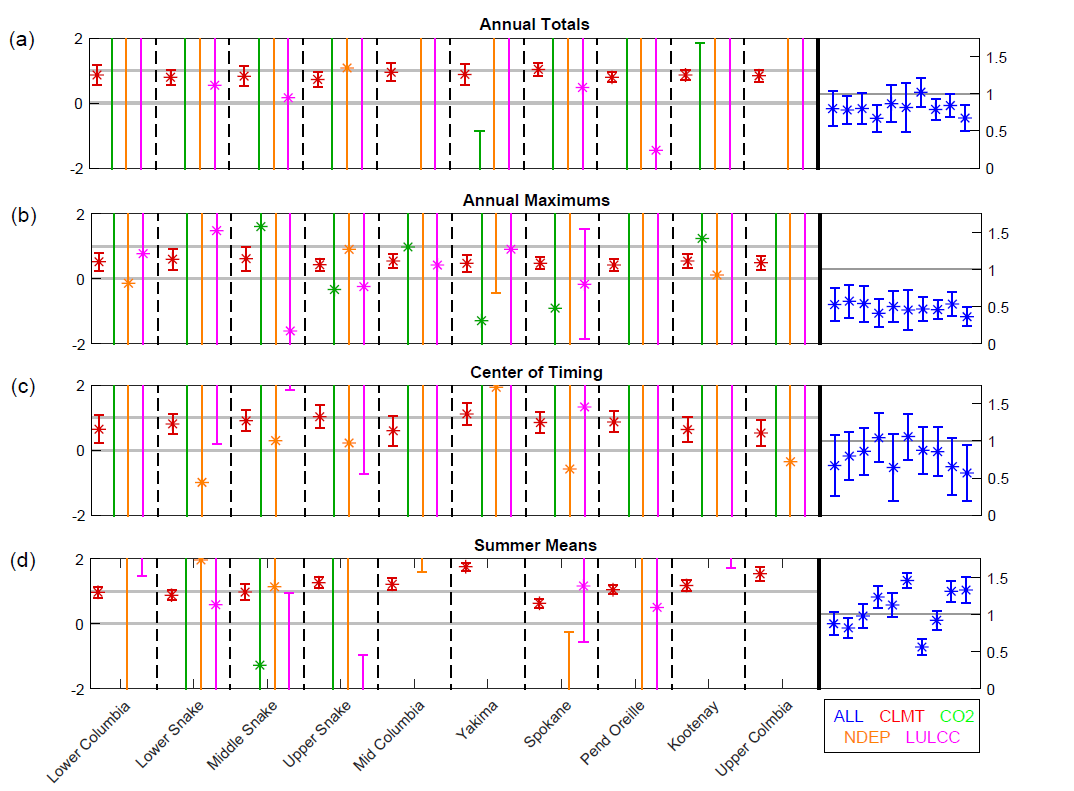 Annual Totals
(a)
2
0
-2
1.5
1
0.5
0
Annual Maximums
(b)
2
0
-2
1.5
1
0.5
0
Center of Timing
(c)
2
0
-2
1.5
1
0.5
0
Summer Means
(d)
2
0
-2
1.5
1
0.5
0
Lower Columbia
Lower Snake
Middle Snake
Upper Snake
Mid Columbia
Yakima
Spokane
Pend Oreille
Kootenay
Upper Colmbia
ALL CLMT CO2
NDEP LULCC